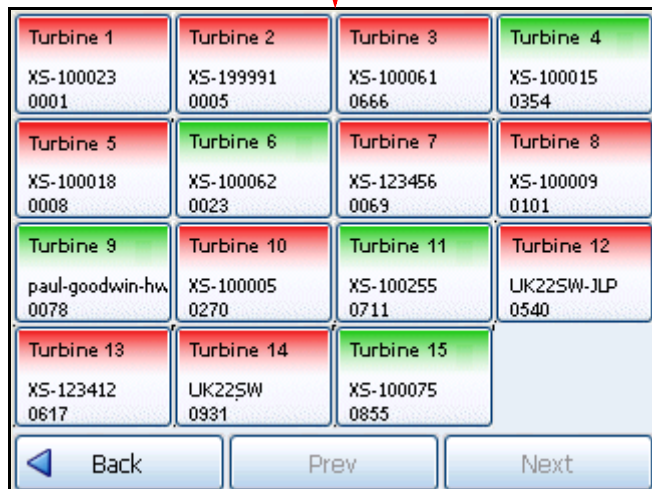 Turbine 1
XS-100023
0001
Turbine 2
XS-199991
0005
Turbine 3
XS-100061
0666
Turbine 4
XS-100015
0354
Turbine 5
XS-100018
0008
Turbine 6
XS-100062
0023
Turbine 7
XS-123456
0069
Turbine 8
XS-100009
0101
Turbine 9
paul-goodwin-hw
0078
Turbine 10
XS-100005
0270
Turbine 11
XS-100255
0711
Turbine 12
UK22SW-JLP
0540
Turbine 13
XS-123412
0617
Turbine 14
UK22SW
0931
Turbine 15
XS-100075
0855
Back
Prev
Next